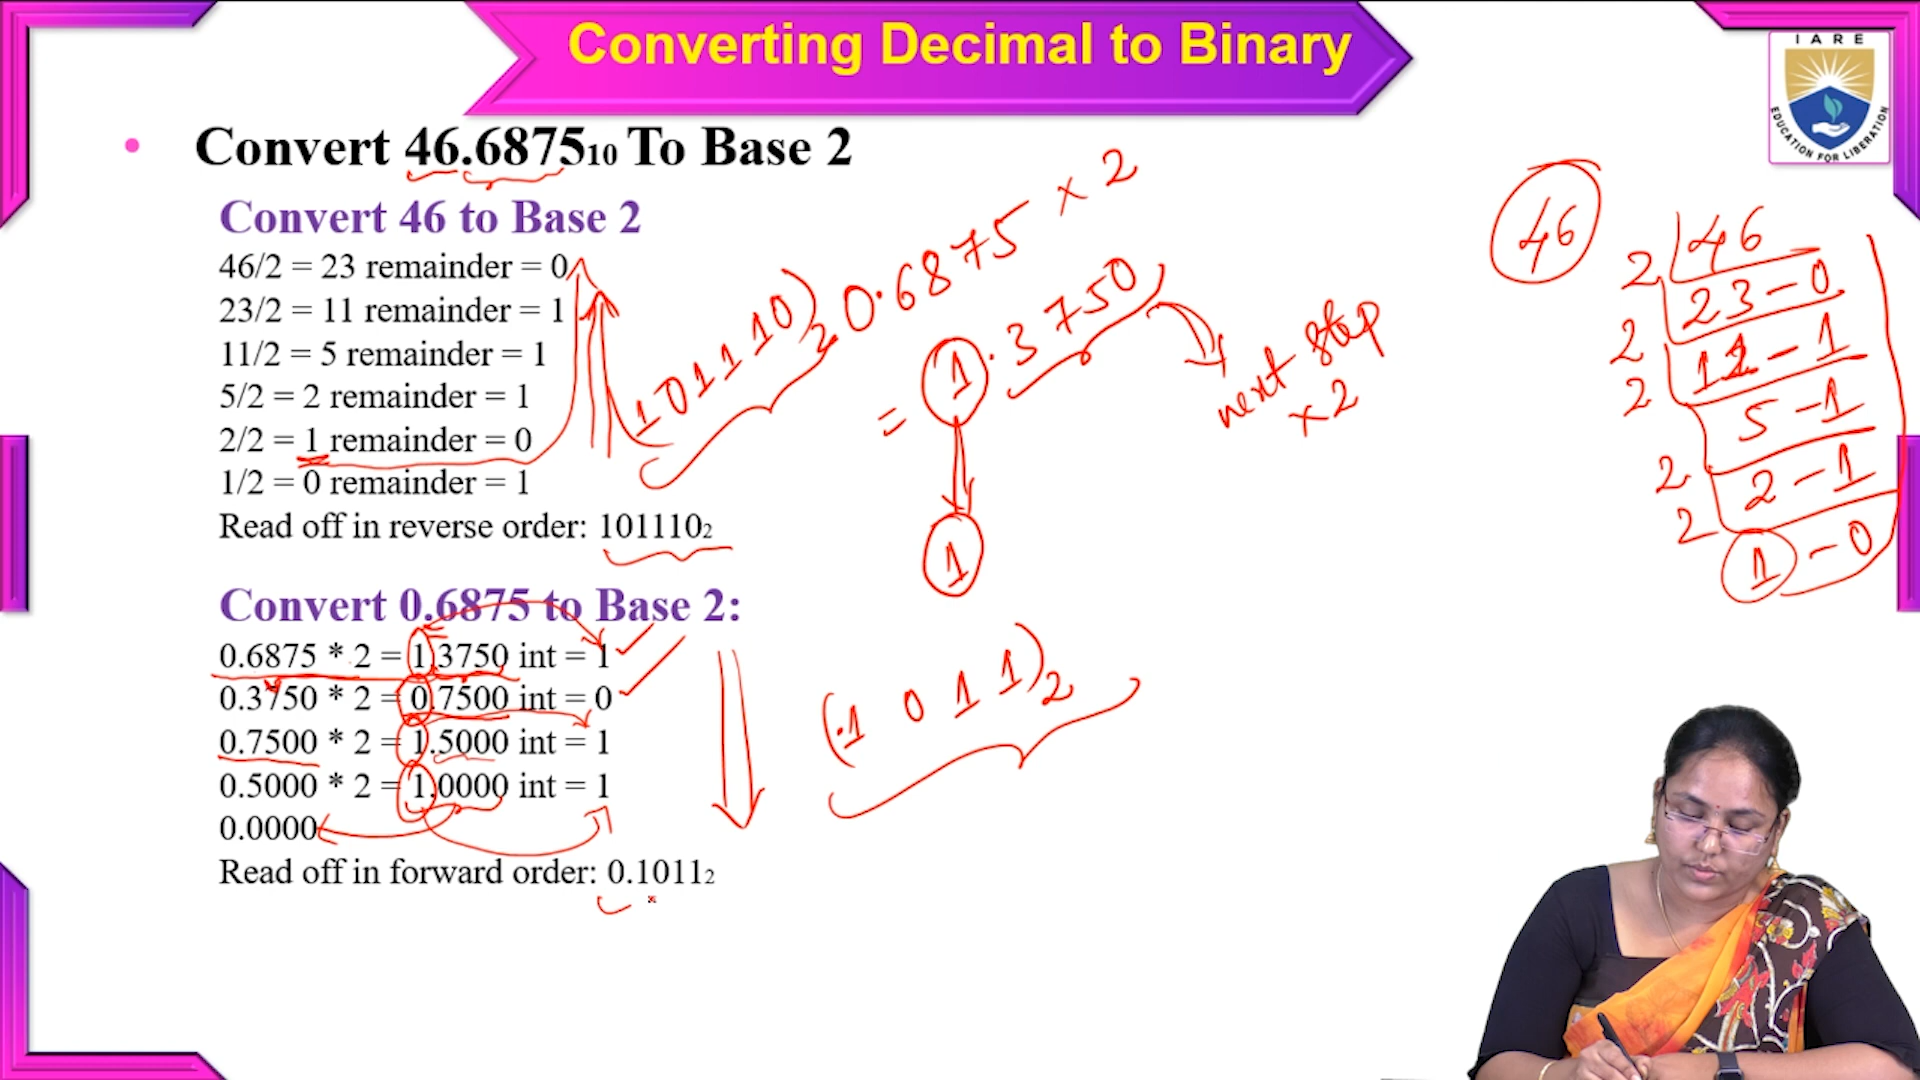 Converting Decimal to Binary
IARE
EDUCATION FOR LIBERATION
• Convert 46.6875₁₀ To Base 2
Convert 46 to Base 2
46/2 = 23 remainder = 0
23/2 = 11 remainder = 1
11/2 = 5 remainder = 1
5/2 = 2 remainder = 1
2/2 = 1 remainder = 0
1/2 = 0 remainder = 1
Read off in reverse order: 101110₂
Convert 0.6875 to Base 2:
0.6875 * 2 = 1.3750 int = 1
0.3750 * 2 = 0.7500 int = 0
0.7500 * 2 = 1.5000 int = 1
0.5000 * 2 = 1.0000 int = 1
0.0000
Read off in forward order: 0.1011₂
101110)₂
0.6875 × 2
= 1.3750
1
next step
×2
(.1 0 1 1)₂
46
2 46
2 23 - 0
2 11 - 1
5 - 1
2 2 - 1
2 1 - 0